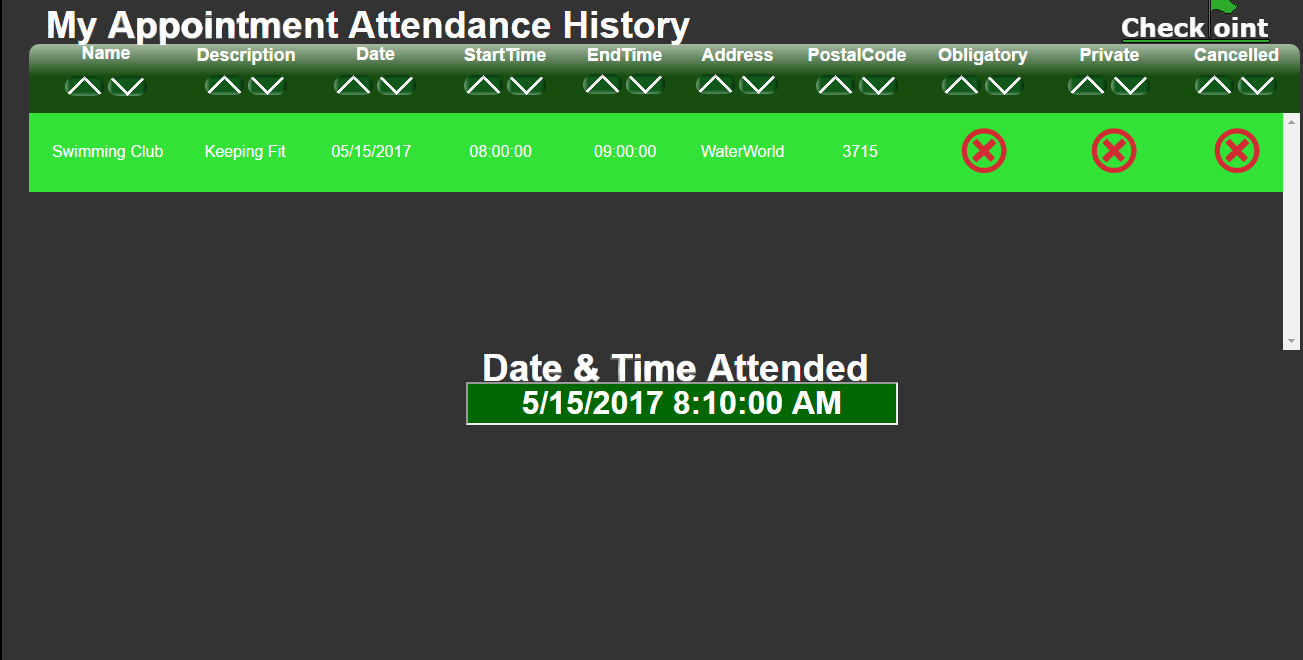 My Appointment Attendance History
Check oint
Name Description Date StartTime EndTime Address PostalCode Obligatory Private Cancelled
Swimming Club Keeping Fit 05/15/2017 08:00:00 09:00:00 WaterWorld 3715
Date & Time Attended
5/15/2017 8:10:00 AM